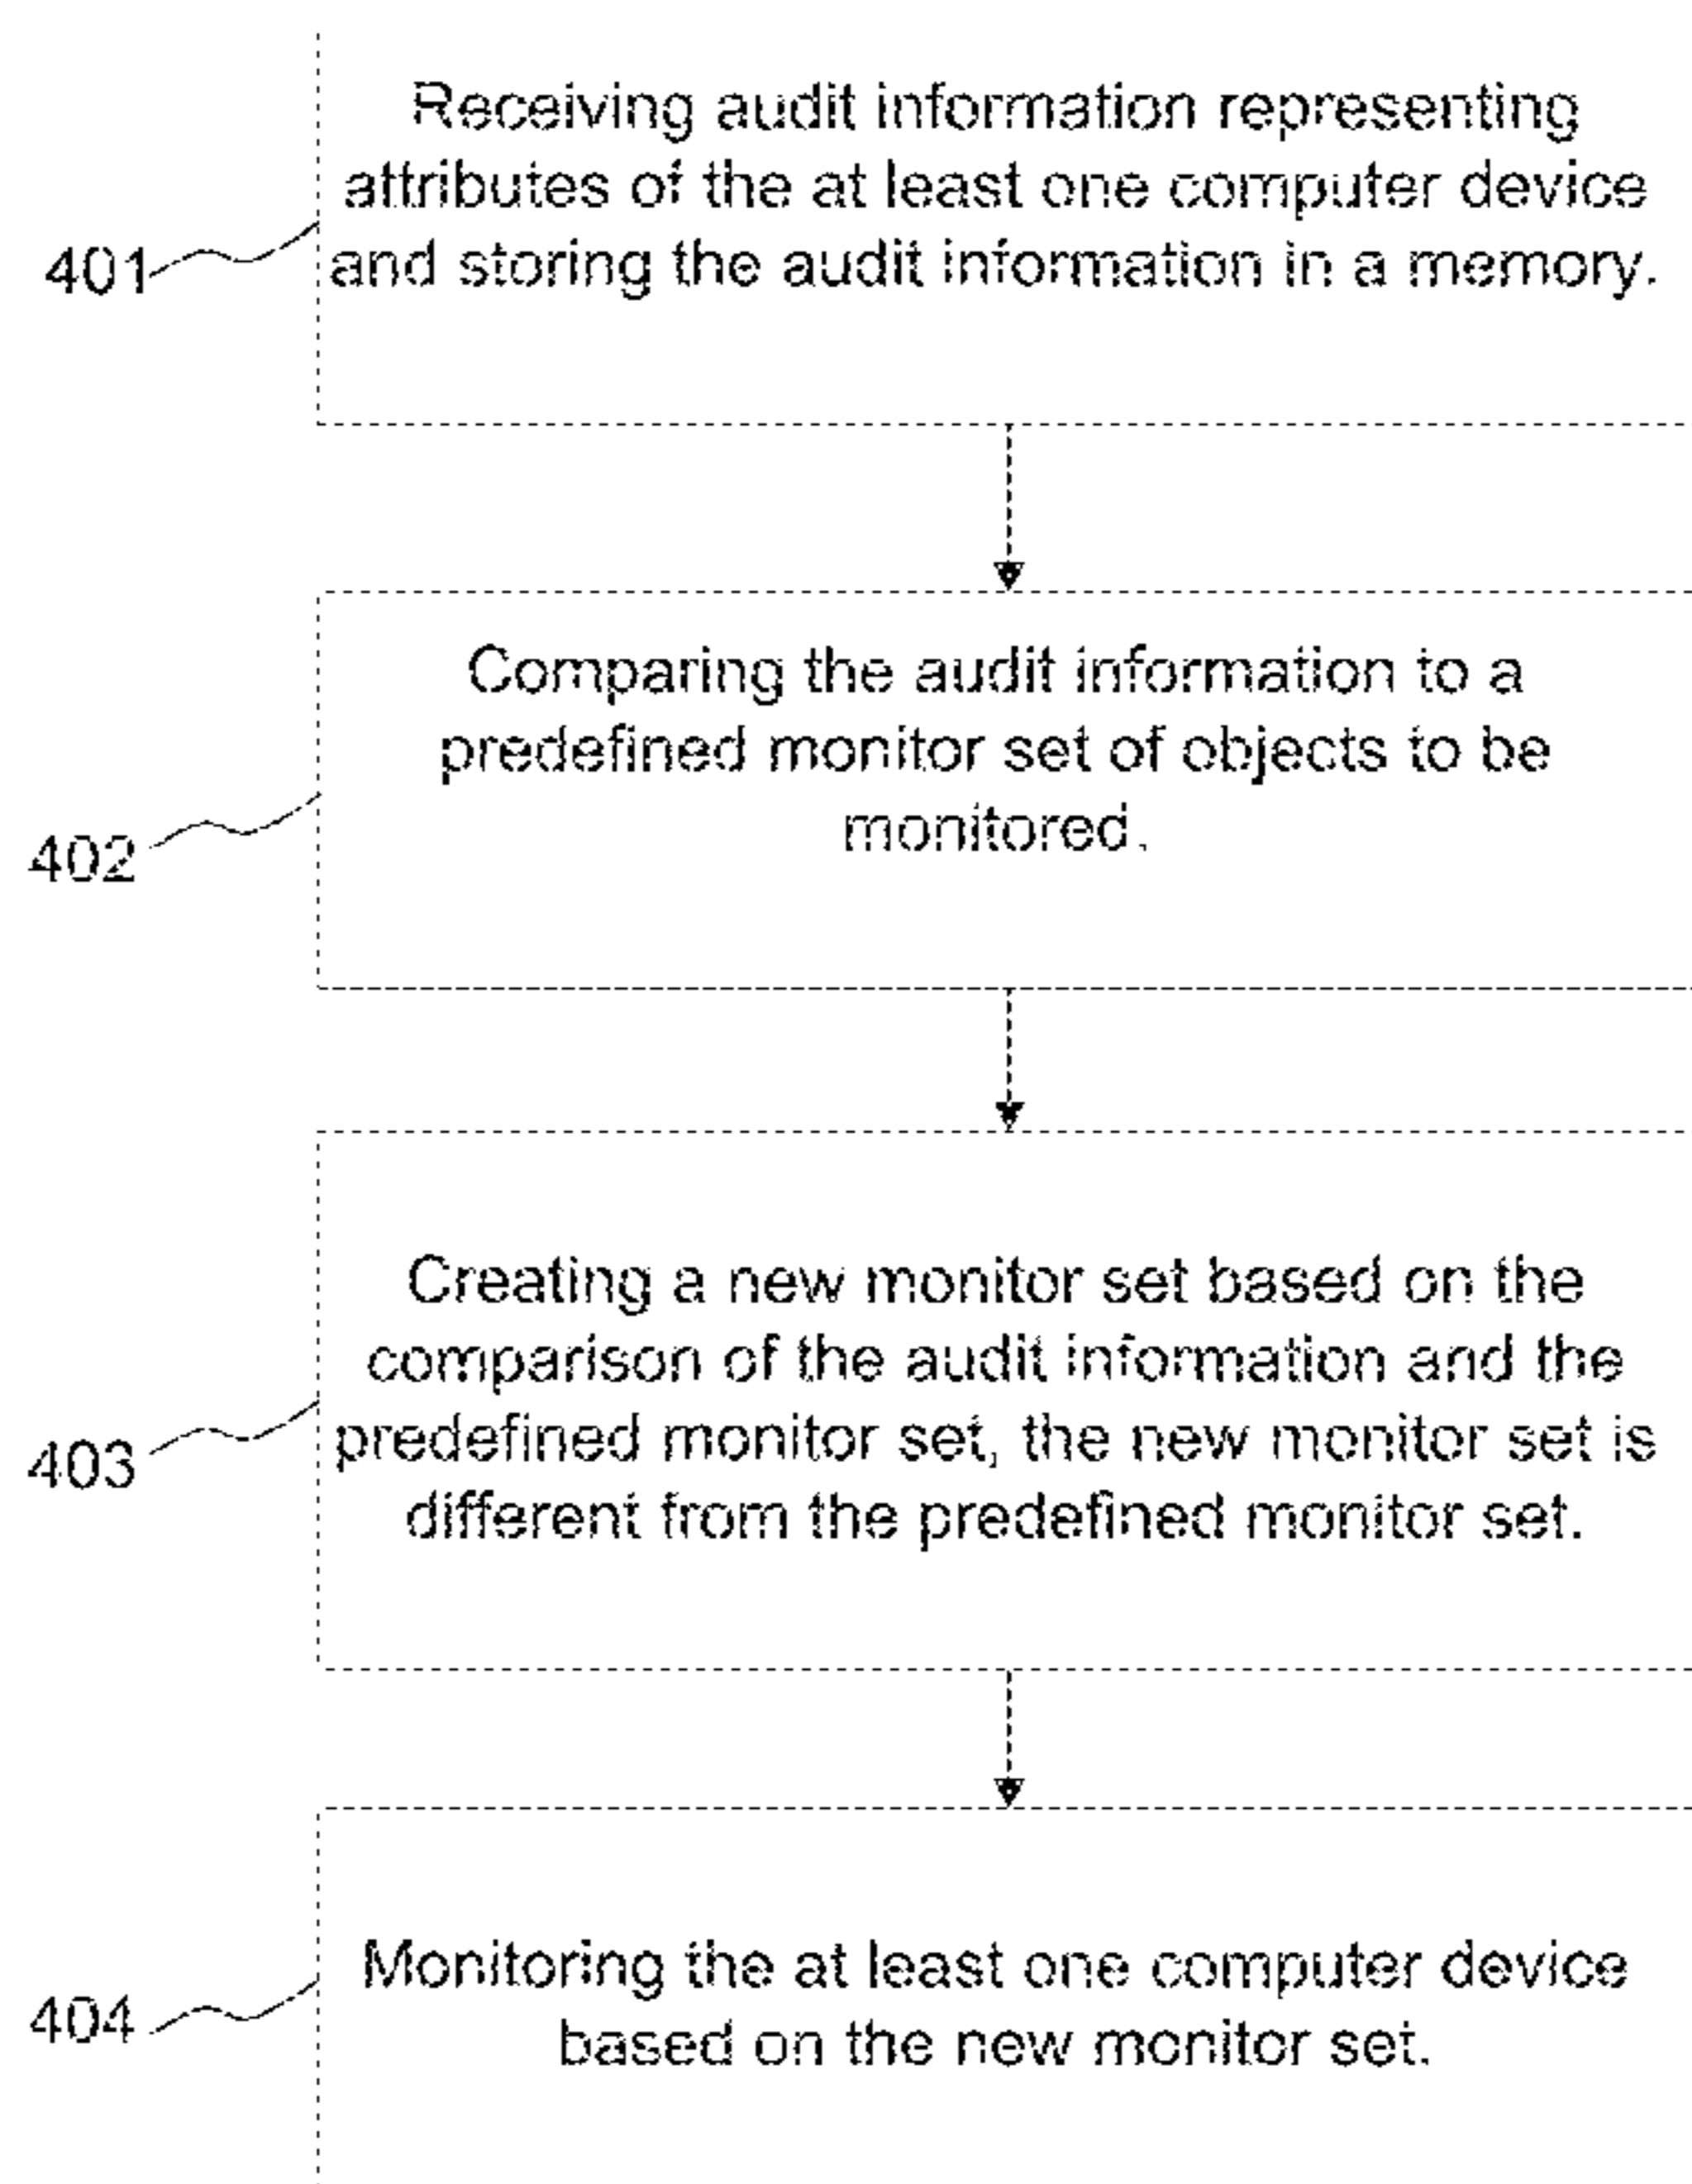 Receiving audit information representing
attributes of the at least one computer device
and storing the audit information in a memory.
401
Comparing the audit information to a
predefined monitor set of objects to be
monitored.
402
Creating a new monitor set based on the
comparison of the audit information and the
predefined monitor set, the new monitor set is
different from the predefined monitor set.
403
Monitoring the at least one computer device
based on the new monitor set.
404